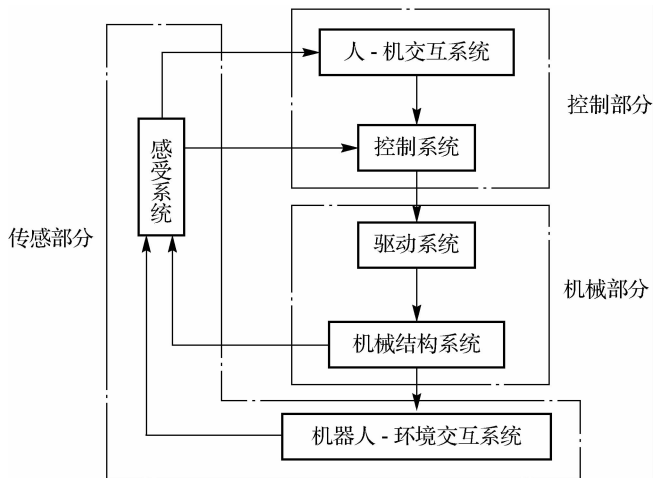 人 - 机交互系统
控制部分
控制系统
感受系统
传感部分
驱动系统
机械部分
机械结构系统
机器人 - 环境交互系统